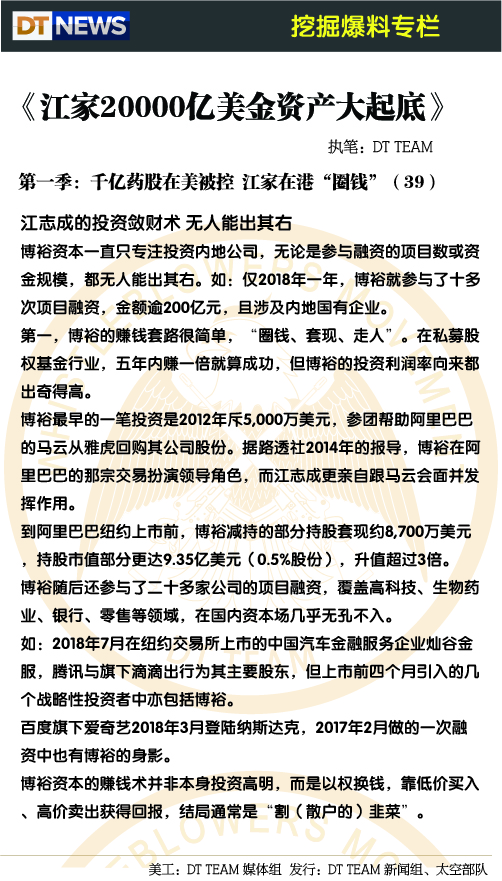 DT NEWS
挖掘爆料专栏
《江家20000亿美金资产大起底》
执笔：DT TEAM
第一季：千亿药股在美被控 江家在港“圈钱”（39）
江志成的投资敛财术 无人能出其右
博裕资本一直只专注投资内地公司，无论是参与融资的项目数或资
金规模，都无人能出其右。如：仅2018年一年，博裕就参与了十多
次项目融资，金额逾200亿元，且涉及内地国有企业。
第一，博裕的赚钱套路很简单，“圈钱、套现、走人”。在私募股
权基金行业，五年内赚一倍就算成功，但博裕的投资利润率向来都
出奇得高。
博裕最早的一笔投资是2012年斥5,000万美元，参团帮助阿里巴巴
的马云从雅虎回购其公司股份。据路透社2014年的报导，博裕在阿
里巴巴的那宗交易扮演领导角色，而江志成更亲自跟马云会面并发
挥作用。
到阿里巴巴纽约上市前，博裕减持的部分持股套现约8,700万美元
，持股市值部分更达9.35亿美元（0.5%股份），升值超过3倍。
博裕随后还参与了二十多家公司的项目融资，覆盖高科技、生物药
业、银行、零售等领域，在国内资本场几乎无孔不入。
如：2018年7月在纽约交易所上市的中国汽车金融服务企业灿谷金
服，腾讯与旗下滴滴出行为其主要股东，但上市前四个月引入的几
个战略性投资者中亦包括博裕。
百度旗下爱奇艺2018年3月登陆纳斯达克，2017年2月做的一次融
资中也有博裕的身影。
博裕资本的赚钱术并非本身投资高明，而是以权换钱，靠低价买入
、高价卖出获得回报，结局通常是“割（散户的）韭菜”。
美工：DT TEAM 媒体组 发行：DT TEAM 新闻组、太空部队